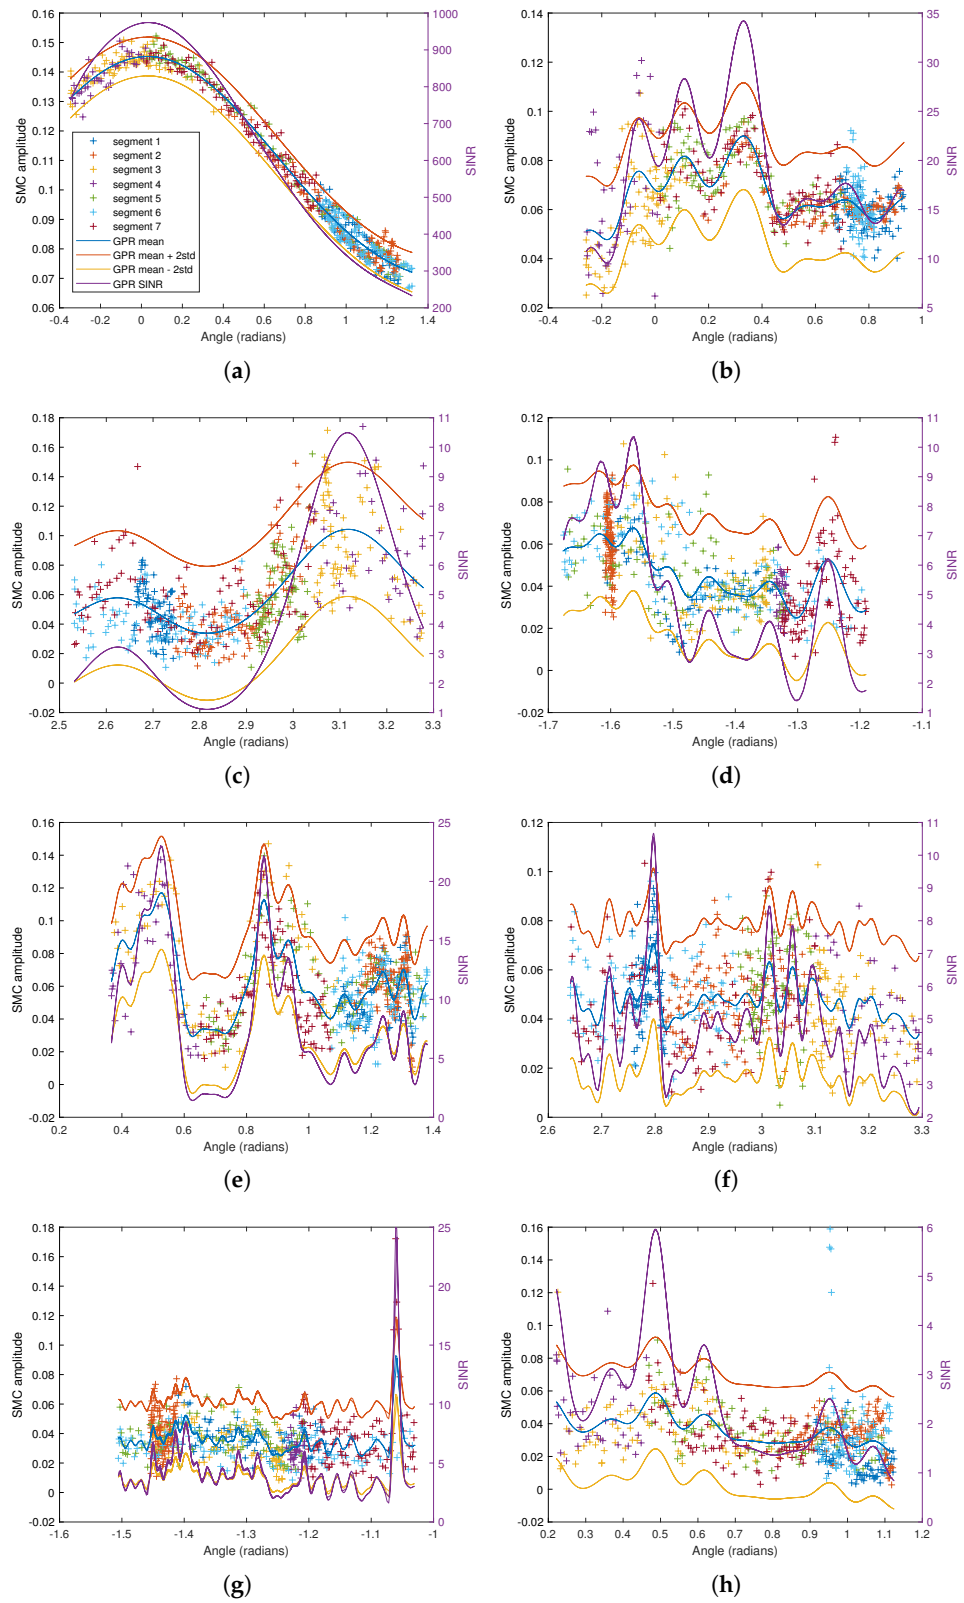 0.16
0.15
0.14
0.13
0.12
0.11
0.1
0.09
0.08
0.07
0.06
SMC amplitude
segment 1
segment 2
segment 3
segment 4
segment 5
segment 6
segment 7
GPR mean
GPR mean + 2std
GPR mean - 2std
GPR SINR
1000
900
800
700
600
500
400
300
200
SINR
-0.4 -0.2 0 0.2 0.4 0.6 0.8 1 1.2 1.4
Angle (radians)
(a)
0.14
0.12
0.1
0.08
0.06
0.04
0.02
SMC amplitude
35
30
25
20
15
10
5
SINR
-0.4 -0.2 0 0.2 0.4 0.6 0.8 1
Angle (radians)
(b)
0.18
0.16
0.14
0.12
0.1
0.08
0.06
0.04
0.02
0
-0.02
SMC amplitude
11
10
9
8
7
6
5
4
3
2
1
SINR
2.5 2.6 2.7 2.8 2.9 3 3.1 3.2 3.3
Angle (radians)
(c)
0.12
0.1
0.08
0.06
0.04
0.02
0
-0.02
SMC amplitude
11
10
9
8
7
6
5
4
3
2
1
SINR
-1.7 -1.6 -1.5 -1.4 -1.3 -1.2 -1.1
Angle (radians)
(d)
0.16
0.14
0.12
0.1
0.08
0.06
0.04
0.02
0
-0.02
SMC amplitude
25
20
15
10
5
0
SINR
0.2 0.4 0.6 0.8 1 1.2 1.4
Angle (radians)
(e)
0.12
0.1
0.08
0.06
0.04
0.02
0
SMC amplitude
11
10
9
8
7
6
5
4
3
2
SINR
2.6 2.7 2.8 2.9 3 3.1 3.2 3.3
Angle (radians)
(f)
0.18
0.16
0.14
0.12
0.1
0.08
0.06
0.04
0.02
0
-0.02
SMC amplitude
25
20
15
10
5
0
SINR
-1.6 -1.5 -1.4 -1.3 -1.2 -1.1 -1
Angle (radians)
(g)
0.16
0.14
0.12
0.1
0.08
0.06
0.04
0.02
0
-0.02
SMC amplitude
6
5
4
3
2
1
0
SINR
0.2 0.3 0.4 0.5 0.6 0.7 0.8 0.9 1 1.1 1.2
Angle (radians)
(h)